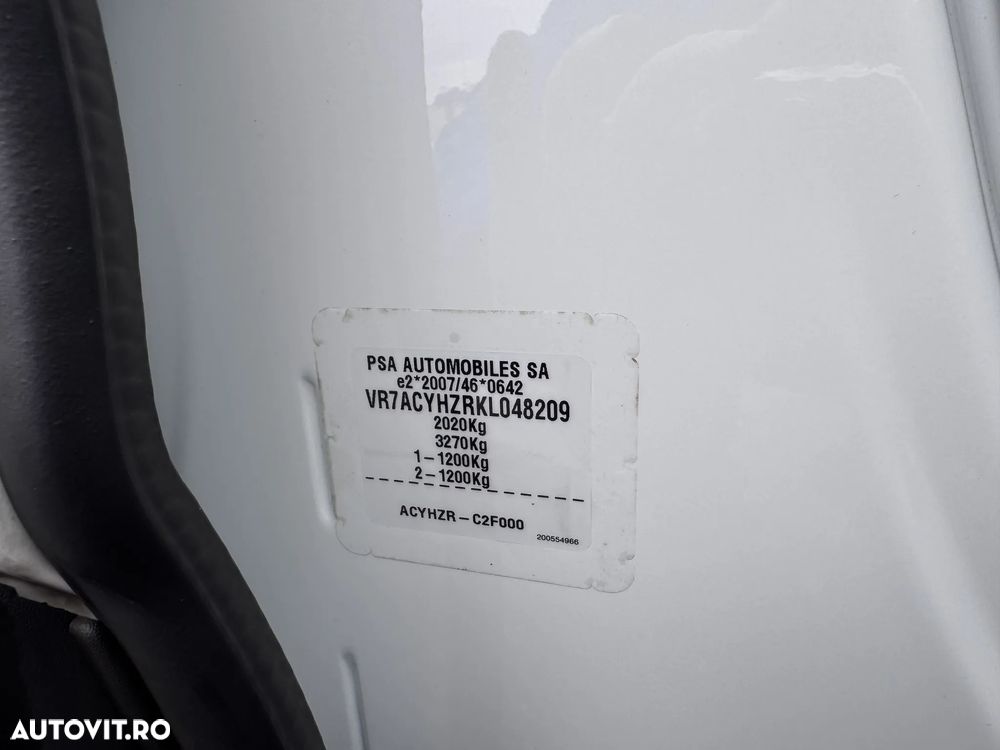 PSA AUTOMOBILES SA
e2*2007/46*0642
VR7ACYHZRKL048209
2020Kg
3270Kg
1-1200Kg
2-1200Kg
ACYHZR-C2F000
200554966
AUTOVIT.RO